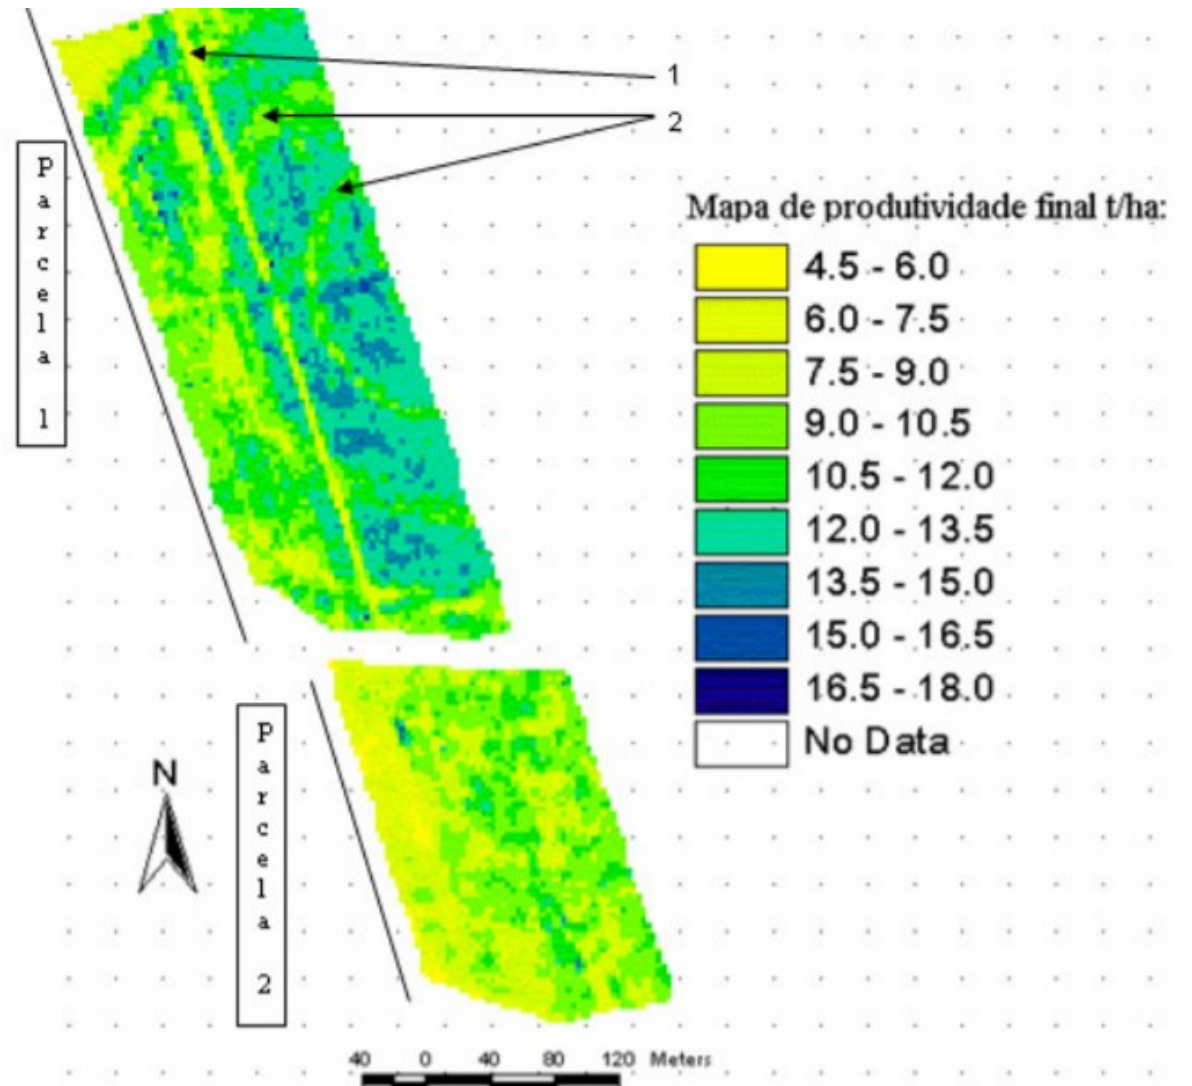 1
2
Parcela 1
Mapa de produtividade final t/ha:
4.5 - 6.0
6.0 - 7.5
7.5 - 9.0
9.0 - 10.5
10.5 - 12.0
12.0 - 13.5
13.5 - 15.0
15.0 - 16.5
16.5 - 18.0
No Data
Parcela 2
N
40 0 40 80 120 Meters